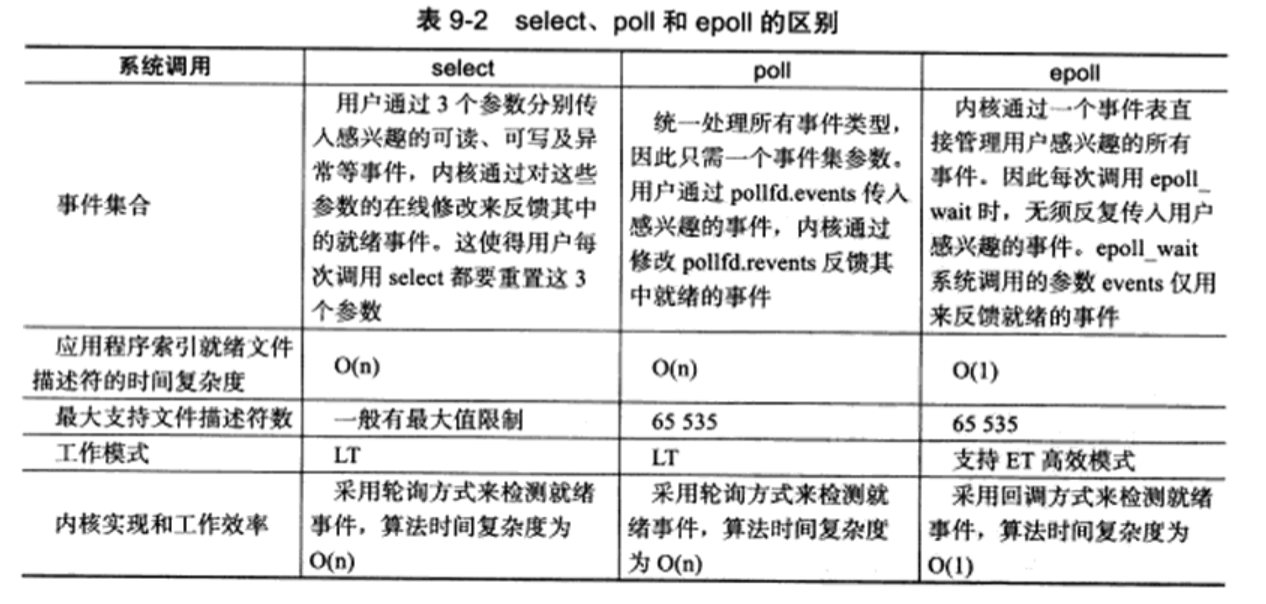 表 9-2 select、poll 和 epoll 的区别
系统调用
select
poll
epoll
事件集合
用户通过 3 个参数分别传
入感兴趣的可读、可写及异
常等事件，内核通过对这些
参数的在线修改来反馈其中
的就绪事件。这使得用户每
次调用 select 都要重置这 3
个参数
统一处理所有事件类型，
因此只需一个事件集参数。
用户通过 pollfd.events 传入
感兴趣的事件，内核通过
修改 pollfd.revents 反馈其
中就绪的事件
内核通过一个事件表直
接管理用户感兴趣的所有
事件。因此每次调用 epoll_
wait 时，无须反复传入用户
感兴趣的事件。epoll_wait
系统调用的参数 events 仅用
来反馈就绪的事件
应用程序索引就绪文件
描述符的时间复杂度
O(n)
O(n)
O(1)
最大支持文件描述符数
一般有最大值限制
65 535
65 535
工作模式
LT
LT
支持 ET 高效模式
内核实现和工作效率
采用轮询方式来检测就绪
事件，算法时间复杂度为
O(n)
采用轮询方式来检测就
绪事件，算法时间复杂度
为 O(n)
采用回调方式来检测就绪
事件，算法时间复杂度为
O(1)